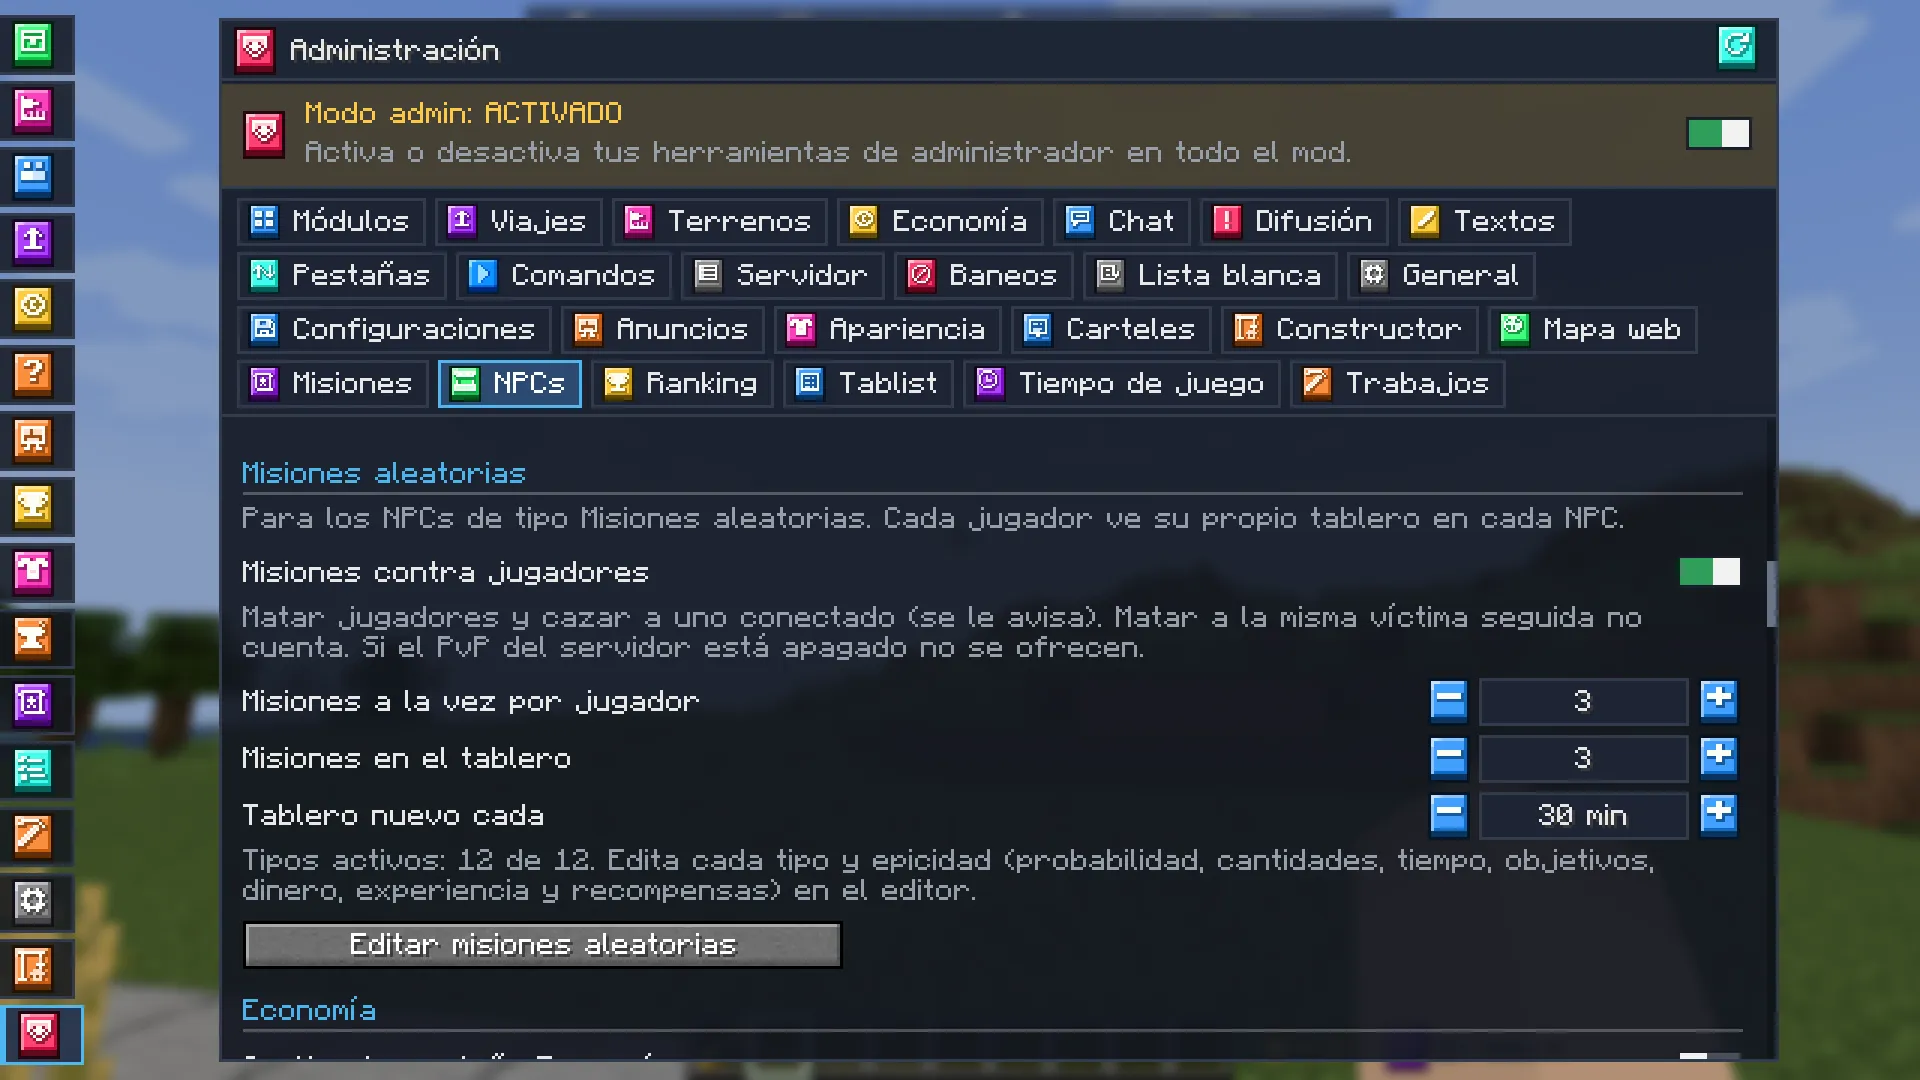 Administración
Modo admin: ACTIVADO
Activa o desactiva tus herramientas de administrador en todo el mod.
Módulos Viajes Terrenos Economía Chat Difusión Textos
Pestañas Comandos Servidor Baneos Lista blanca General
Configuraciones Anuncios Apariencia Carteles Constructor Mapa web
Misiones NPCs Ranking Tablist Tiempo de juego Trabajos
Misiones aleatorias
Para los NPCs de tipo Misiones aleatorias. Cada jugador ve su propio tablero en cada NPC.
Misiones contra jugadores
Matar jugadores y cazar a uno conectado (se le avisa). Matar a la misma víctima seguida no
cuenta. Si el PvP del servidor está apagado no se ofrecen.
Misiones a la vez por jugador 3
Misiones en el tablero 3
Tablero nuevo cada 30 min
Tipos activos: 12 de 12. Edita cada tipo y epicidad (probabilidad, cantidades, tiempo, objetivos,
dinero, experiencia y recompensas) en el editor.
Editar misiones aleatorias
Economía